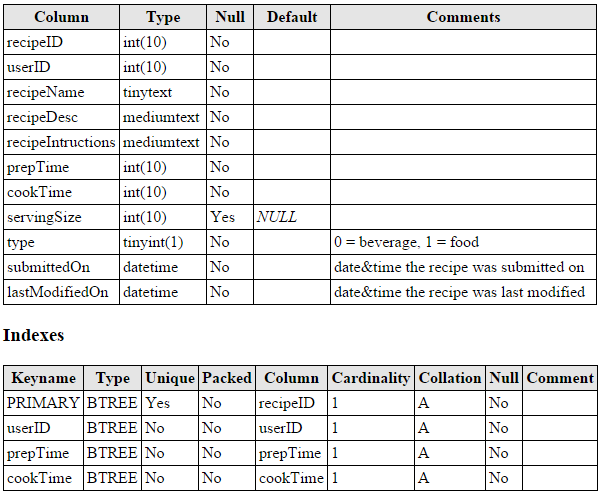 Column Type Null Default Comments
recipeID int(10) No
userID int(10) No
recipeName tinytext No
recipeDesc mediumtext No
recipeIntructions mediumtext No
prepTime int(10) No
cookTime int(10) No
servingSize int(10) Yes NULL
type tinyint(1) No 0 = beverage, 1 = food
submittedOn datetime No date&time the recipe was submitted on
lastModifiedOn datetime No date&time the recipe was last modified
Indexes
Keyname Type Unique Packed Column Cardinality Collation Null Comment
PRIMARY BTREE Yes No recipeID 1 A No
userID BTREE No No userID 1 A No
prepTime BTREE No No prepTime 1 A No
cookTime BTREE No No cookTime 1 A No